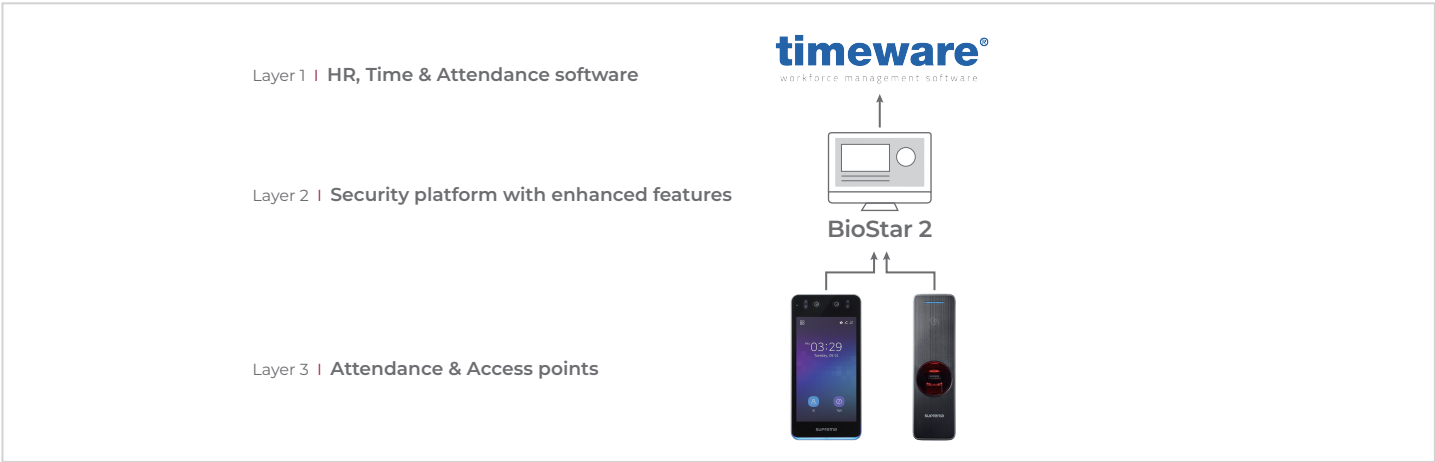 timeware®
workforce management software
Layer 1 | HR, Time & Attendance software
Layer 2 | Security platform with enhanced features
BioStar 2
03:29
Layer 3 | Attendance & Access points
suprema
suprema